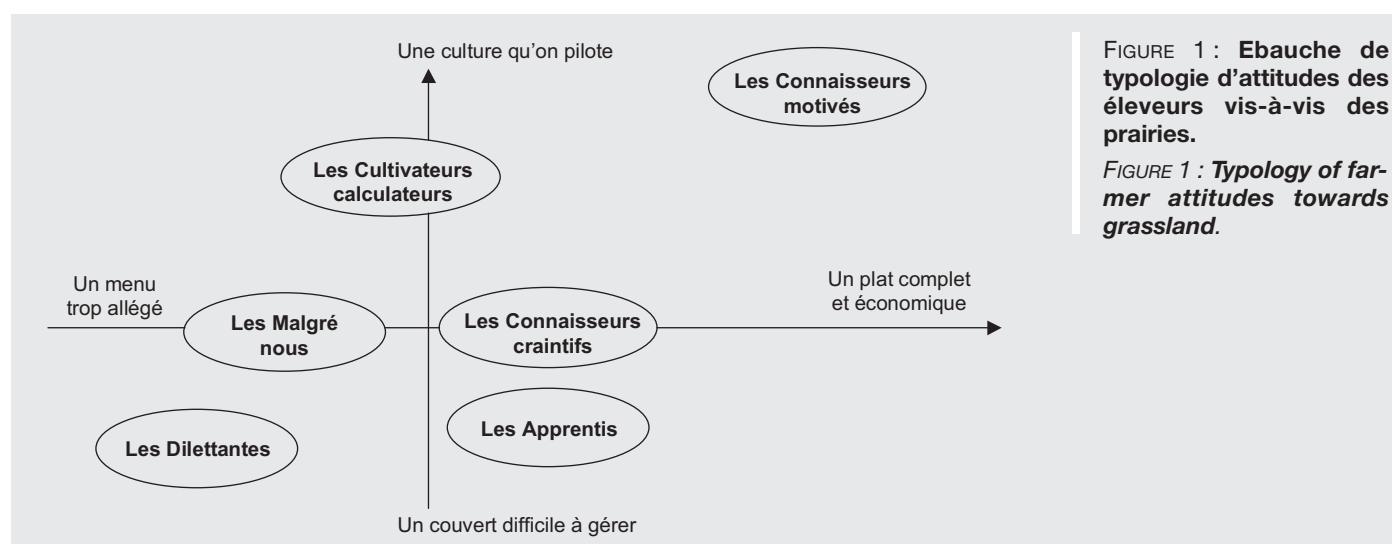 Une culture qu'on pilote
Les Connaisseurs
motivés
Les Cultivateurs
calculateurs
Un menu
trop allégé
Un plat complet
et économique
Les Malgré
nous
Les Connaisseurs
craintifs
Les Apprentis
Les Dilettantes
Un couvert difficile à gérer
FIGURE 1 : Ebauche de
typologie d'attitudes des
éleveurs vis-à-vis des
prairies.
FIGURE 1 : Typology of far-
mer attitudes towards
grassland.